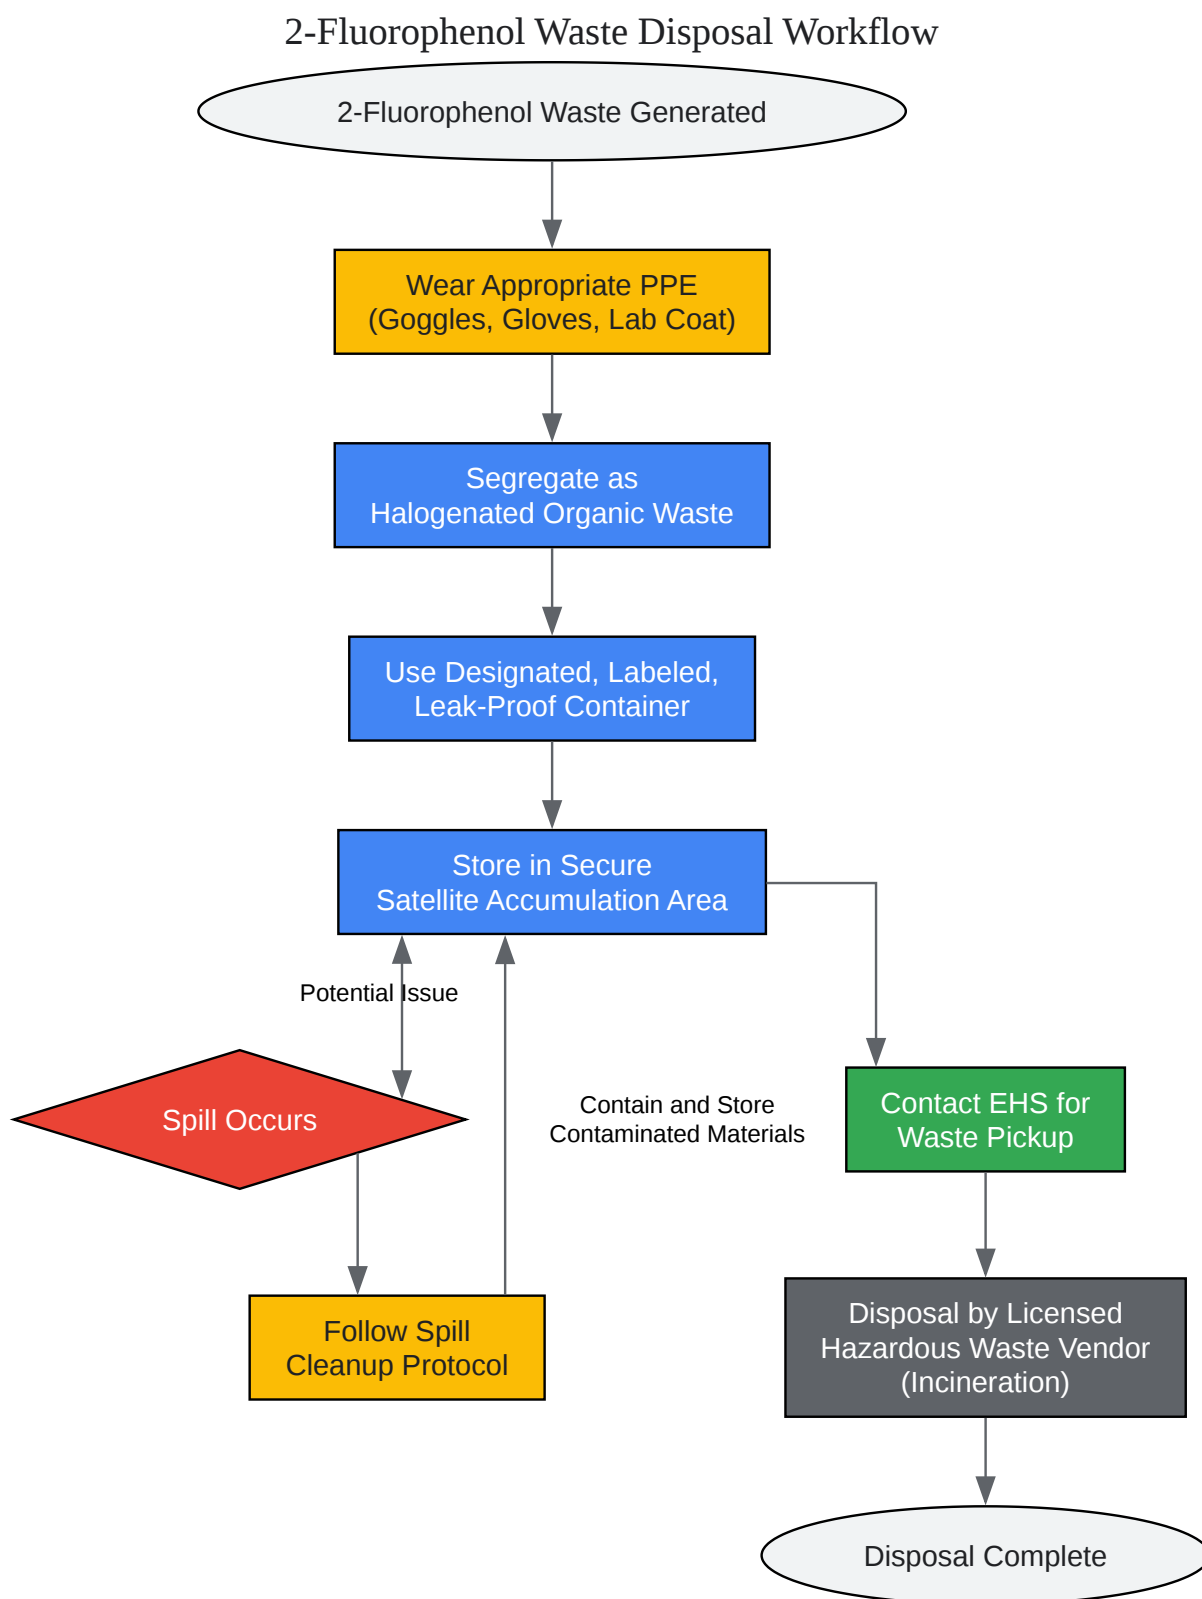 2-Fluorophenol Waste Disposal Workflow
2-Fluorophenol Waste Generated
Wear Appropriate PPE
(Goggles, Gloves, Lab Coat)
Segregate as
Halogenated Organic Waste
Use Designated, Labeled,
Leak-Proof Container
Store in Secure
Satellite Accumulation Area
Potential Issue
Spill Occurs
Contain and Store
Contaminated Materials
Contact EHS for
Waste Pickup
Follow Spill
Cleanup Protocol
Disposal by Licensed
Hazardous Waste Vendor
(Incineration)
Disposal Complete